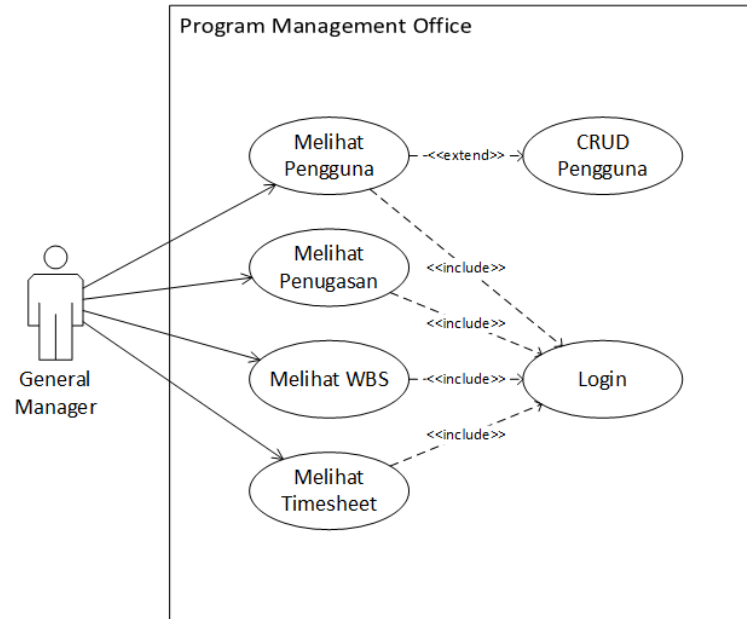 Program Management Office
Melihat
Pengguna
<<extend>>
CRUD
Pengguna
Melihat
Penugasan
<<include>>
<<include>>
General
Manager
Melihat WBS
<<include>>
Login
<<include>>
Melihat
Timesheet